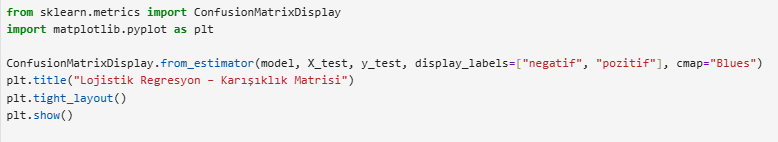 from sklearn.metrics import ConfusionMatrixDisplay
import matplotlib.pyplot as plt

ConfusionMatrixDisplay.from_estimator(model, X_test, y_test, display_labels=["negatif", "pozitif"], cmap="Blues")
plt.title("Lojistik Regresyon – Karışıklık Matrisi")
plt.tight_layout()
plt.show()